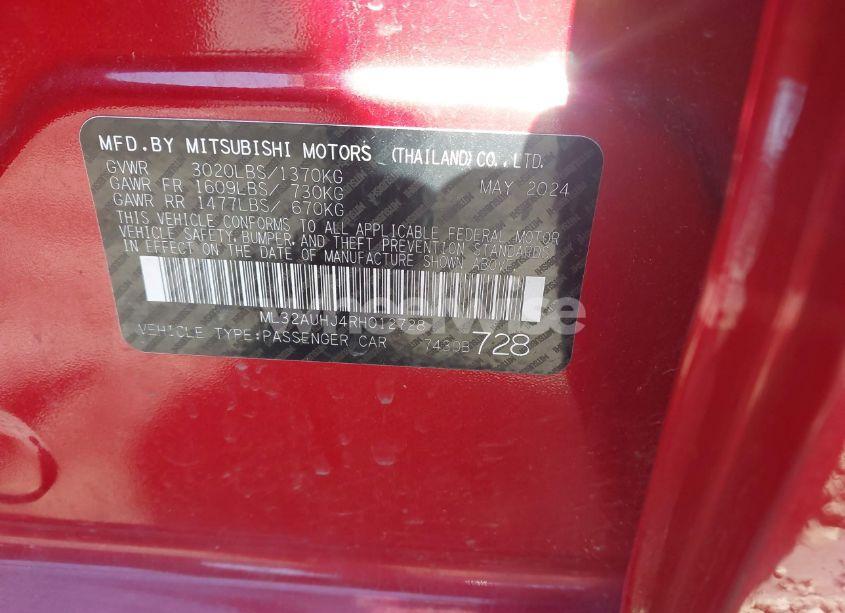 MFD.BY MITSUBISHI MOTORS (THAILAND)CO.,LTD.
GVWR 3020LBS/1370KG MAY 2024
GAWR FR 1609LBS/ 730KG
GAWR RR 1477LBS/ 670KG
THIS VEHICLE CONFORMS TO ALL APPLICABLE FEDERAL MOTOR
VEHICLE SAFETY, BUMPER, AND THEFT PREVENTION STANDARDS
IN EFFECT ON THE DATE OF MANUFACTURE SHOWN ABOVE.
ML32AUHJ4RH012728
VEHICLE TYPE:PASSENGER CAR 7439B 728